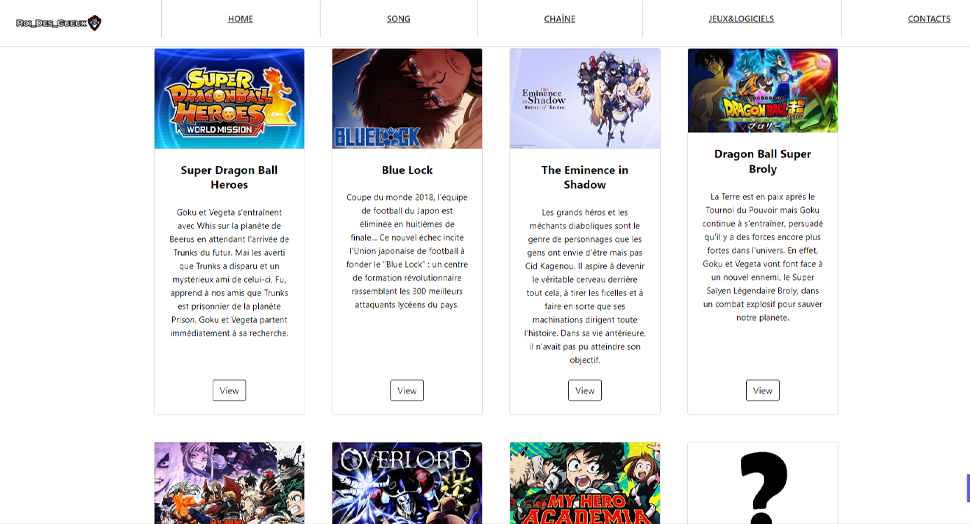 Roi_Des_Gueux
HOME
SONG
CHAÎNE
JEUX&LOGICIELS
CONTACTS
SUPER
DRAGONBALL
HEROES
WORLD MISSION
Super Dragon Ball
Heroes
Goku et Vegeta s'entraînent
avec Whis sur la planète de
Beerus en attendant l'arrivée de
Trunks du futur. Mai les averti
que Trunks a disparu et un
mystérieux ami de celui-ci, Fu,
apprend à nos amis que Trunks
est prisonnier de la planète
Prison. Goku et Vegeta partent
immédiatement à sa recherche.
View
BLUELOCK
Blue Lock
Coupe du monde 2018, l'équipe
de football du Japon est
éliminée en huitièmes de
finale... Ce nouvel échec incite
l'Union japonaise de football à
fonder le "Blue Lock" : un centre
de formation révolutionnaire
rassemblant les 300 meilleurs
attaquants lycéens du pays.
View
THE
Eminence
in Shadow
The Eminence in
Shadow
Les grands héros et les
méchants diaboliques sont le
genre de personnages que les
gens ont envie d'être mais pas
Cid Kagenou. Il aspire à devenir
le véritable cerveau derrière
tout cela, à tirer les ficelles et à
faire en sorte que ses
machinations dirigent toute
l'histoire. Dans sa vie antérieure,
il n'avait pas pu atteindre son
objectif.
View
DRAGONBALL超
ブロリー
Dragon Ball Super
Broly
La Terre est en paix après le
Tournoi du Pouvoir mais Goku
continue à s'entraîner, persuadé
qu'il y a des forces encore plus
fortes dans l'univers. En effet,
Goku et Vegeta vont font face à
un nouvel ennemi, le Super
Saïyen Légendaire Broly, dans
un combat explosif pour sauver
notre planète.
View
OVERLORD
MY HERO
ACADEMIA
?